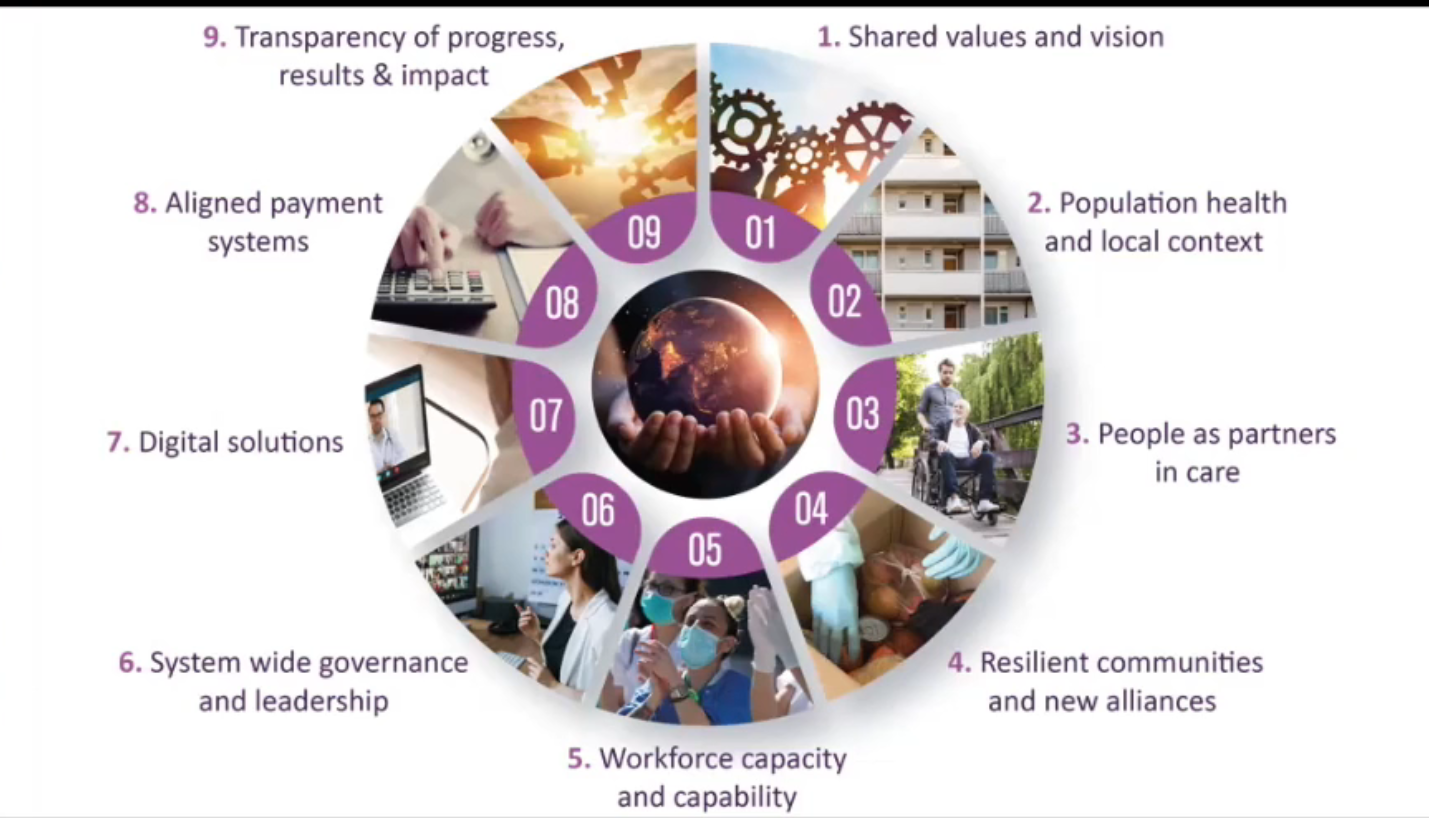 9. Transparency of progress,
results & impact
1. Shared values and vision
8. Aligned payment
systems
2. Population health
and local context
7. Digital solutions
3. People as partners
in care
6. System wide governance
and leadership
4. Resilient communities
and new alliances
5. Workforce capacity
and capability
09
01
08
02
07
03
06
04
05